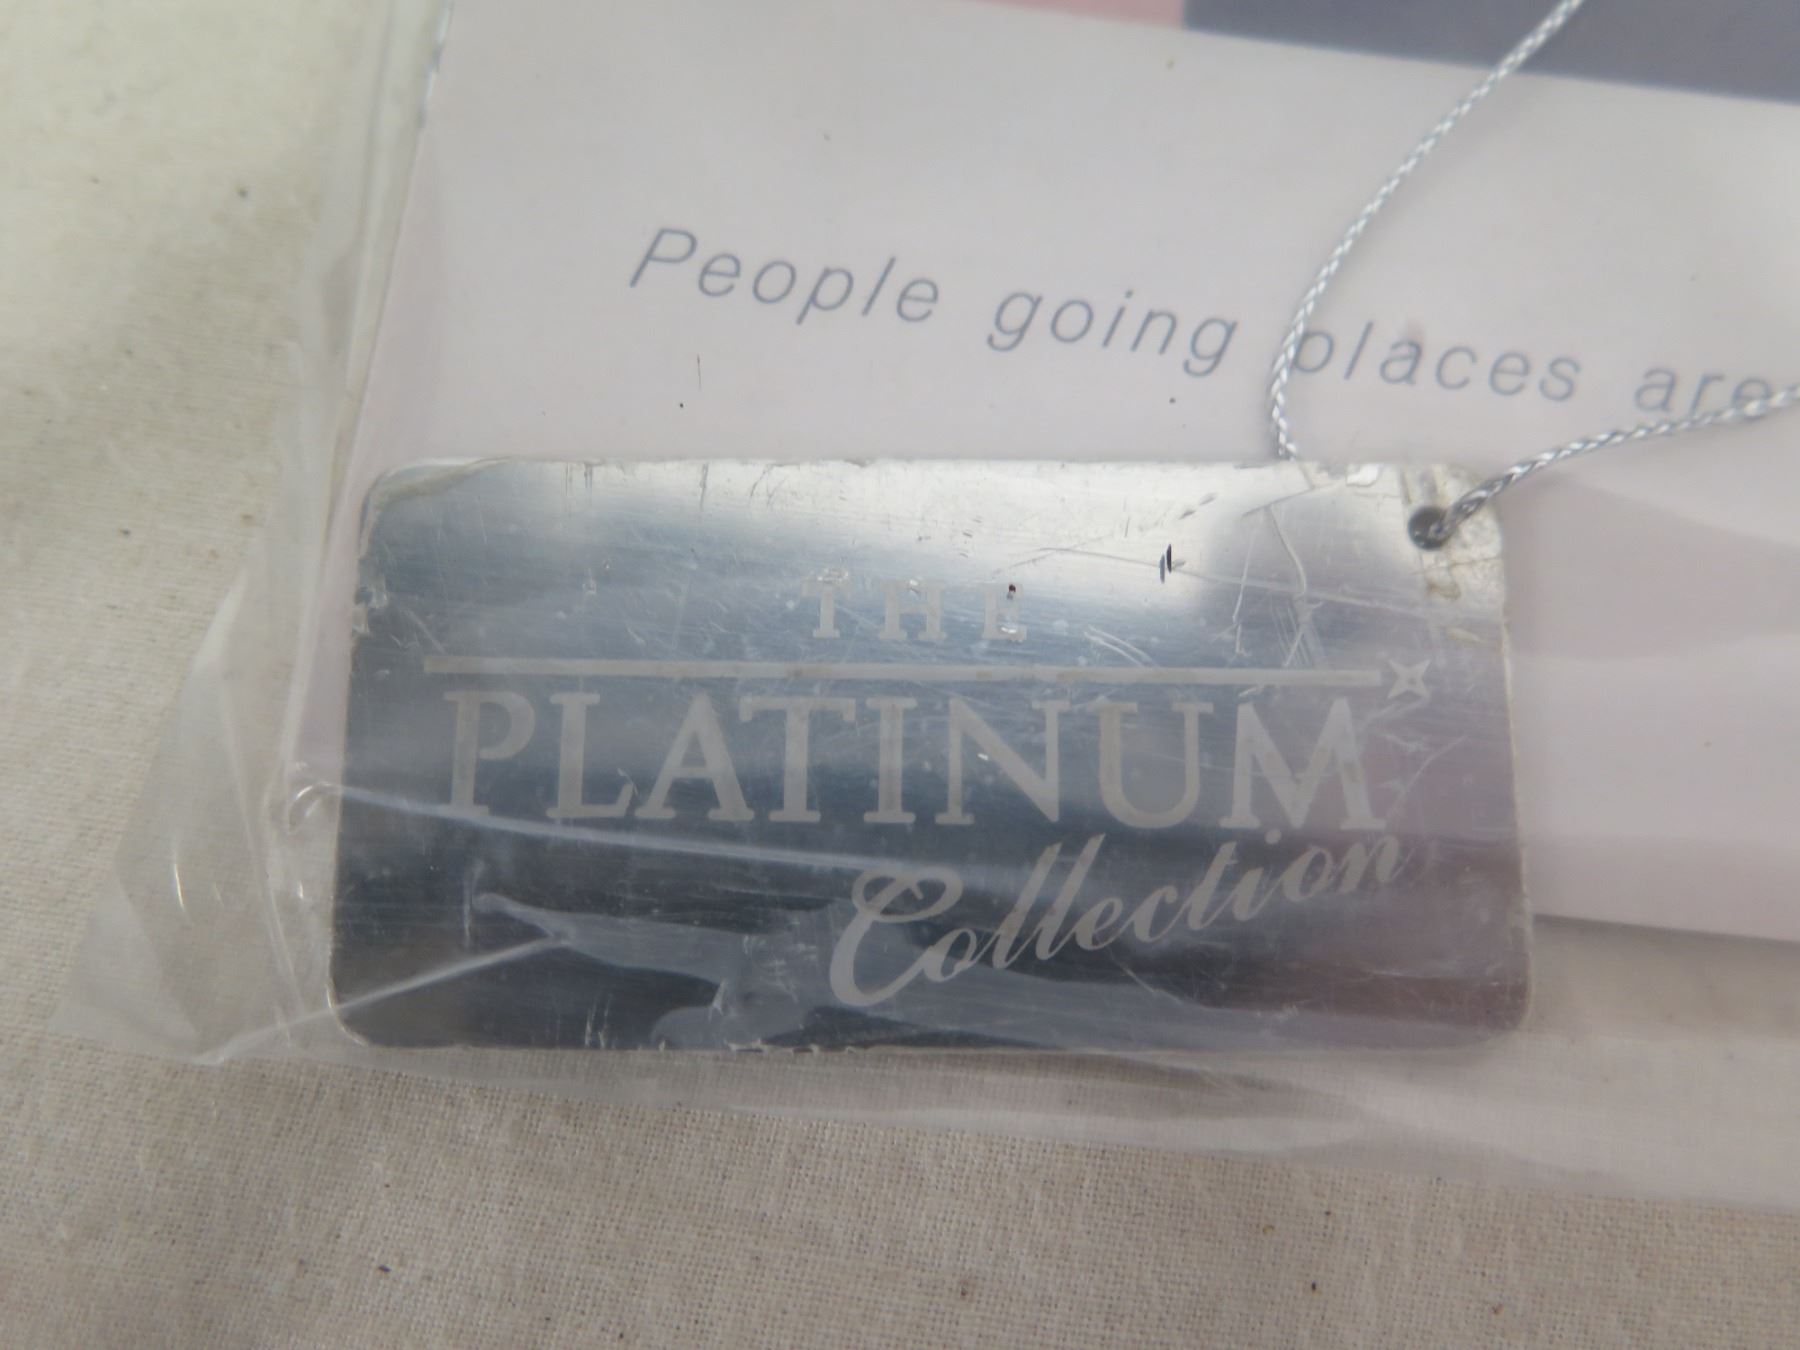 People going places are
THE
PLATINUM
Collection